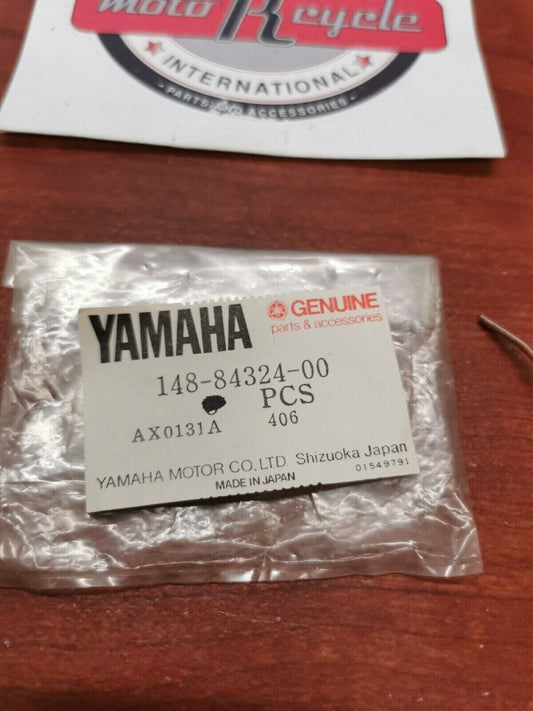 moto R cycle
INTERNATIONAL
- PARTS AND ACCESSORIES -
YAMAHA
GENUINE
parts & accessories
148-84324-00
PCS
AX0131A
406
YAMAHA MOTOR CO., LTD. Shizuoka Japan
MADE IN JAPAN
01549791